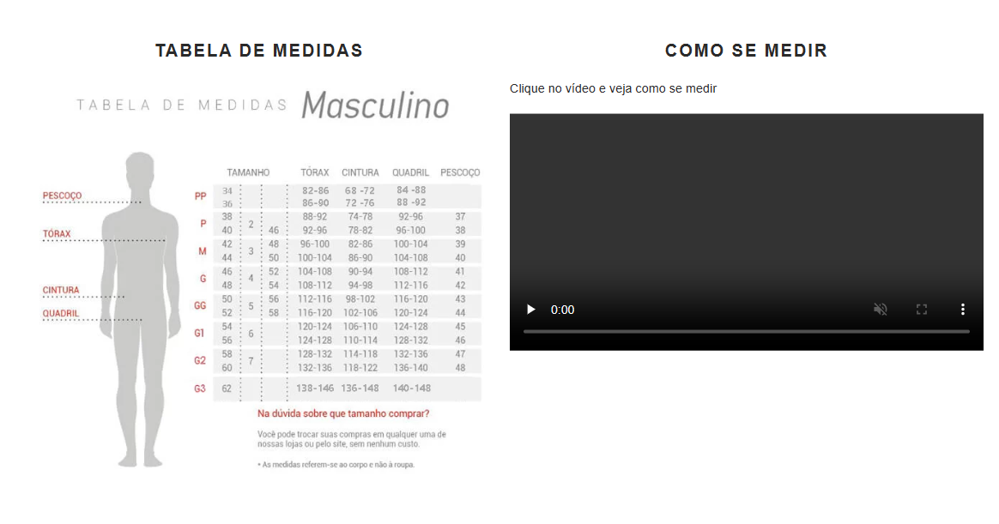 TABELA DE MEDIDAS
TABELA DE MEDIDAS Masculino
PESCOÇO
TÓRAX
CINTURA
QUADRIL
TAMANHO TÓRAX CINTURA QUADRIL PESCOÇO
PP
34 82-86 68 -72 84 -88
36 86-90 72 -76 88 -92
P 2
38 88-92 74-78 92-96 37
40 46 92-96 78-82 96-100 38
M 3
42 48 96-100 82-86 100-104 39
44 50 100-104 86-90 104-108 40
G 4
46 52 104-108 90-94 108-112 41
48 54 108-112 94-98 112-116 42
GG 5
50 56 112-116 98-102 116-120 43
52 58 116-120 102-106 120-124 44
G1 6
54 120-124 106-110 124-128 45
56 124-128 110-114 128-132 46
G2 7
58 128-132 114-118 132-136 47
60 132-136 118-122 136-140 48
G3 62 138-146 136-148 140-148
Na dúvida sobre que tamanho comprar?
Você pode trocar suas compras em qualquer uma de
nossas lojas ou pelo site, sem nenhum custo.
• As medidas referem-se ao corpo e não à roupa.
COMO SE MEDIR
Clique no vídeo e veja como se medir
0:00